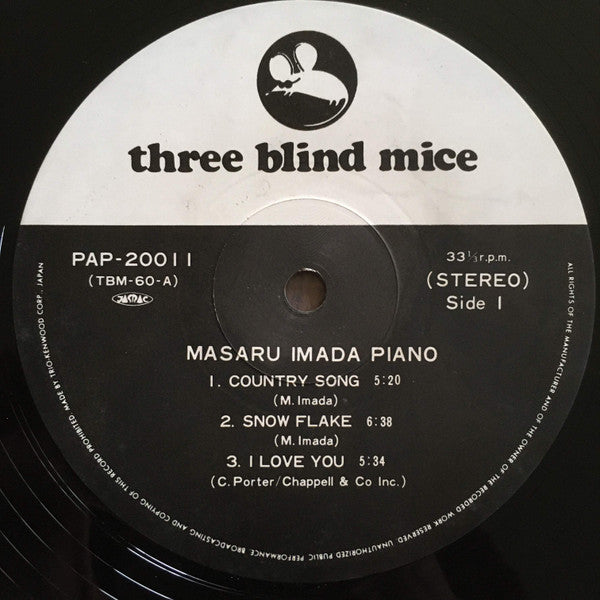 three blind mice
PAP-20011
(TBM-60-A)
JASRAC
33⅓r.p.m.
(STEREO)
Side 1
MASARU IMADA PIANO
1. COUNTRY SONG 5:20
(M. Imada)
2. SNOW FLAKE 6:38
(M. Imada)
3. I LOVE YOU 5:34
(C. Porter/Chappell & Co Inc.)
ALL RIGHTS OF THE MANUFACTURER AND OF THE OWNER OF THE RECORDED WORK RESERVED. UNAUTHORIZED PUBLIC PERFORMANCE BROADCASTING AND COPYING OF THIS RECORD PROHIBITED MADE BY TRIO-KENWOOD CORP., JAPAN